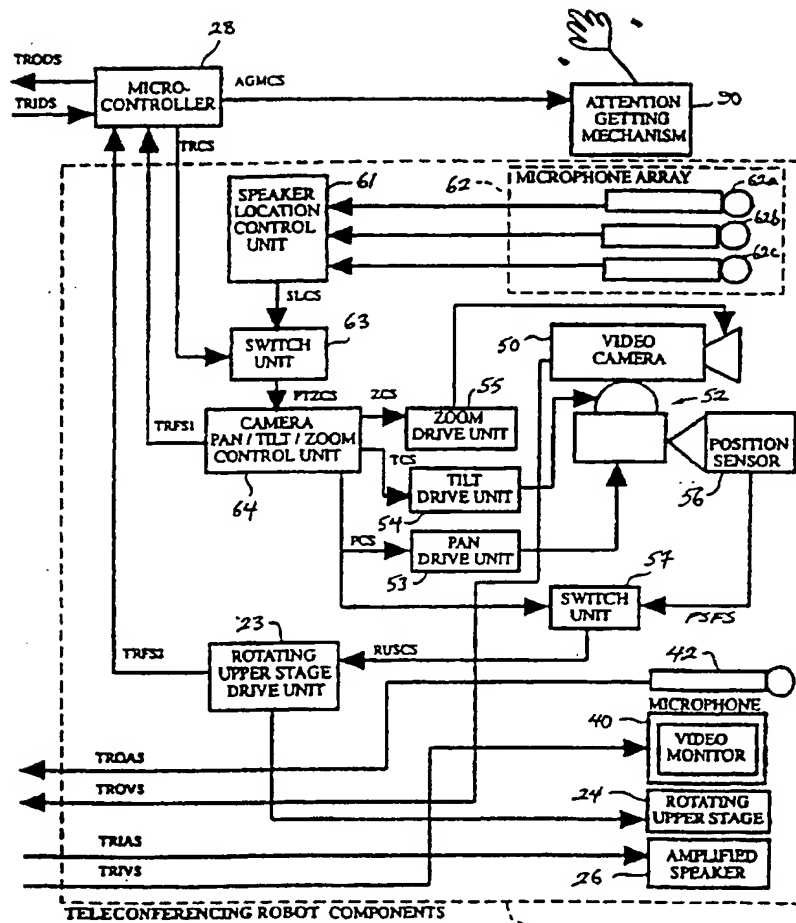 28
TRODS
MICRO-
CONTROLLER
AGMCS
TRIDS
ATTENTION
GETTING
MECHANISM
90
TRCS
61
SPEAKER
LOCATION
CONTROL
UNIT
62
MICROPHONE ARRAY
62a
62b
62c
SLCS
63
SWITCH
UNIT
50
VIDEO
CAMERA
PTZCS
ZCS
55
ZOOM
DRIVE UNIT
52
TRFS1
CAMERA
PAN / TILT / ZOOM
CONTROL UNIT
64
TCS
TILT
DRIVE UNIT
54
POSITION
SENSOR
56
PCS
PAN
DRIVE UNIT
53
57
SWITCH
UNIT
PSFS
23
TRFS2
ROTATING
UPPER STAGE
DRIVE UNIT
RUSCS
42
MICROPHONE
40
VIDEO
MONITOR
TROAS
TROVS
24
ROTATING
UPPER STAGE
TRIAS
AMPLIFIED
SPEAKER
26
TRIVS
TELECONFERENCING ROBOT COMPONENTS